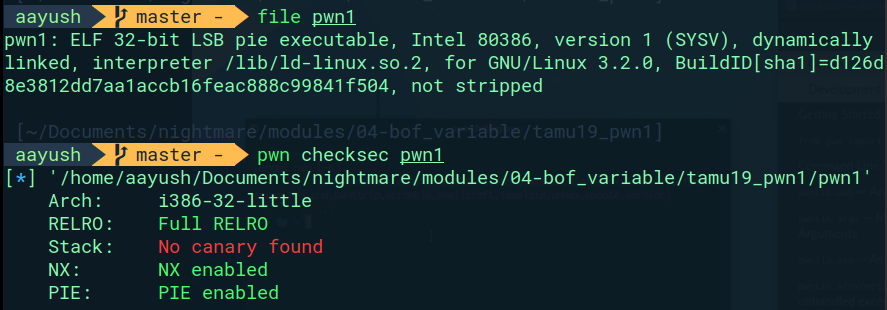 aayush master - file pwn1
pwn1: ELF 32-bit LSB pie executable, Intel 80386, version 1 (SYSV), dynamically
linked, interpreter /lib/ld-linux.so.2, for GNU/Linux 3.2.0, BuildID[sha1]=d126d
8e3812dd7aa1accb16feac888c99841f504, not stripped
[~/Documents/nightmare/modules/04-bof_variable/tamu19_pwn1]
aayush master - pwn checksec pwn1
[*] '/home/aayush/Documents/nightmare/modules/04-bof_variable/tamu19_pwn1/pwn1'
Arch: i386-32-little
RELRO: Full RELRO
Stack: No canary found
NX: NX enabled
PIE: PIE enabled